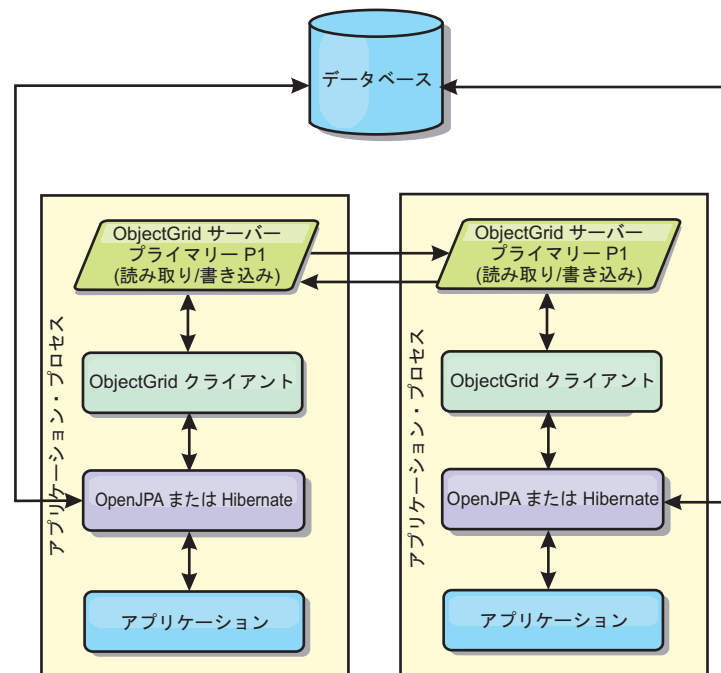 データベース
ObjectGrid サーバー
プライマリー P1
(読み取り/書き込み)
ObjectGrid クライアント
OpenJPA または Hibernate
アプリケーション
アプリケーション・プロセス
ObjectGrid サーバー
プライマリー P1
(読み取り/書き込み)
ObjectGrid クライアント
OpenJPA または Hibernate
アプリケーション
アプリケーション・プロセス